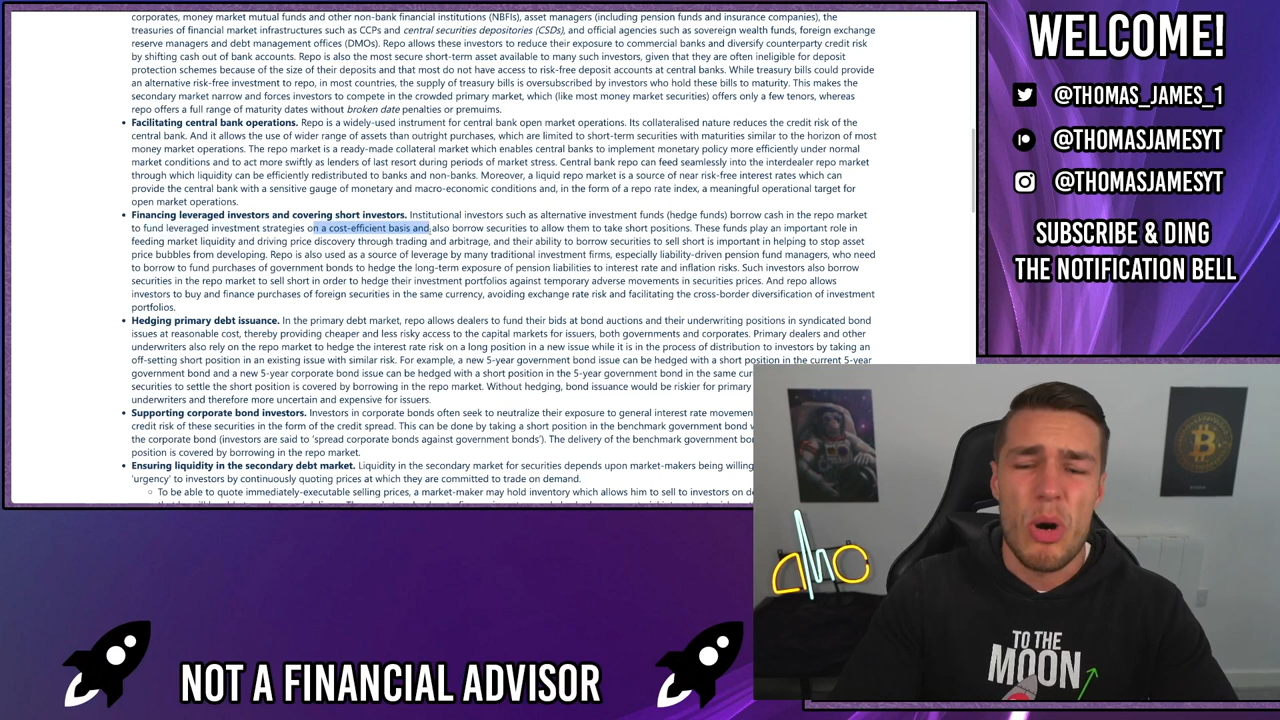 corporates, money market mutual funds and other non-bank financial institutions (NBFIs), asset managers (including pension funds and insurance companies), the
treasuries of financial market infrastructures such as CCPs and central securities depositories (CSDs), and official agencies such as sovereign wealth funds, foreign exchange
reserve managers and debt management offices (DMOs). Repo allows these investors to reduce their exposure to commercial banks and diversify counterparty credit risk
by shifting cash out of bank accounts. Repo is also the most secure short-term asset available to many such investors, given that they are often ineligible for deposit
protection schemes because of the size of their deposits and that most do not have access to risk-free deposit accounts at central banks. While treasury bills could provide
an alternative risk-free investment to repo, in most countries, the supply of treasury bills is oversubscribed by investors who hold these bills to maturity. This makes the
secondary market narrow and forces investors to compete in the crowded primary market, which (like most money market securities) offers only a few tenors, whereas
repo offers a full range of maturity dates without broken date penalties or premiums.
• Facilitating central bank operations. Repo is a widely-used instrument for central bank open market operations. Its collateralised nature reduces the credit risk of the
central bank. And it allows the use of wider range of assets than outright purchases, which are limited to short-term securities with maturities similar to the horizon of most
money market operations. The repo market is a ready-made collateral market which enables central banks to implement monetary policy more efficiently under normal
market conditions and to act more swiftly as lenders of last resort during periods of market stress. Central bank repo can feed seamlessly into the interdealer repo market
through which liquidity can be efficiently redistributed to banks and non-banks. Moreover, a liquid repo market is a source of near risk-free interest rates which can
provide the central bank with a sensitive gauge of monetary and macro-economic conditions and, in the form of a repo rate index, a meaningful operational target for
open market operations.
• Financing leveraged investors and covering short investors. Institutional investors such as alternative investment funds (hedge funds) borrow cash in the repo market
to fund leveraged investment strategies on a cost-efficient basis and also borrow securities to allow them to take short positions. These funds play an important role in
feeding market liquidity and driving price discovery through trading and arbitrage, and their ability to borrow securities to sell short is important in helping to stop asset
price bubbles from developing. Repo is also used as a source of leverage by many traditional investment firms, especially liability-driven pension fund managers, who need
to borrow to fund purchases of government bonds to hedge the long-term exposure of pension liabilities to interest rate and inflation risks. Such investors also borrow
securities in the repo market to sell short in order to hedge their investment portfolios against temporary adverse movements in securities prices. And repo allows
investors to buy and finance purchases of foreign securities in the same currency, avoiding exchange rate risk and facilitating the cross-border diversification of investment
portfolios.
• Hedging primary debt issuance. In the primary debt market, repo allows dealers to fund their bids at bond auctions and their underwriting positions in syndicated bond
issues at reasonable cost, thereby providing cheaper and less risky access to the capital markets for issuers, both governments and corporates. Primary dealers and other
underwriters also rely on the repo market to hedge the interest rate risk on a long position in a new issue while it is in the process of distribution to investors by taking an
off-setting short position in an existing issue with similar risk. For example, a new 5-year government bond issue can be hedged with a short position in the current 5-year
government bond and a new 5-year corporate bond issue can be hedged with a short position in the 5-year government bond in the same cur
securities to settle the short position is covered by borrowing in the repo market. Without hedging, bond issuance would be riskier for primary
underwriters and therefore more uncertain and expensive for issuers.
• Supporting corporate bond investors. Investors in corporate bonds often seek to neutralize their exposure to general interest rate movemen
credit risk of these securities in the form of the credit spread. This can be done by taking a short position in the benchmark government bond
the corporate bond (investors are said to 'spread corporate bonds against government bonds'). The delivery of the benchmark government bo
position is covered by borrowing in the repo market.
• Ensuring liquidity in the secondary debt market. Liquidity in the secondary market for securities depends upon market-makers being willing
'urgency' to investors by continuously quoting prices at which they are committed to trade on demand.
◦ To be able to quote immediately-executable selling prices, a market-maker may hold inventory which allows him to sell to investors on de
WELCOME!
@THOMAS_JAMES_1
@THOMASJAMESYT
@THOMASJAMESYT
SUBSCRIBE & DING
THE NOTIFICATION BELL
TO THE
MOON
NOT A FINANCIAL ADVISOR